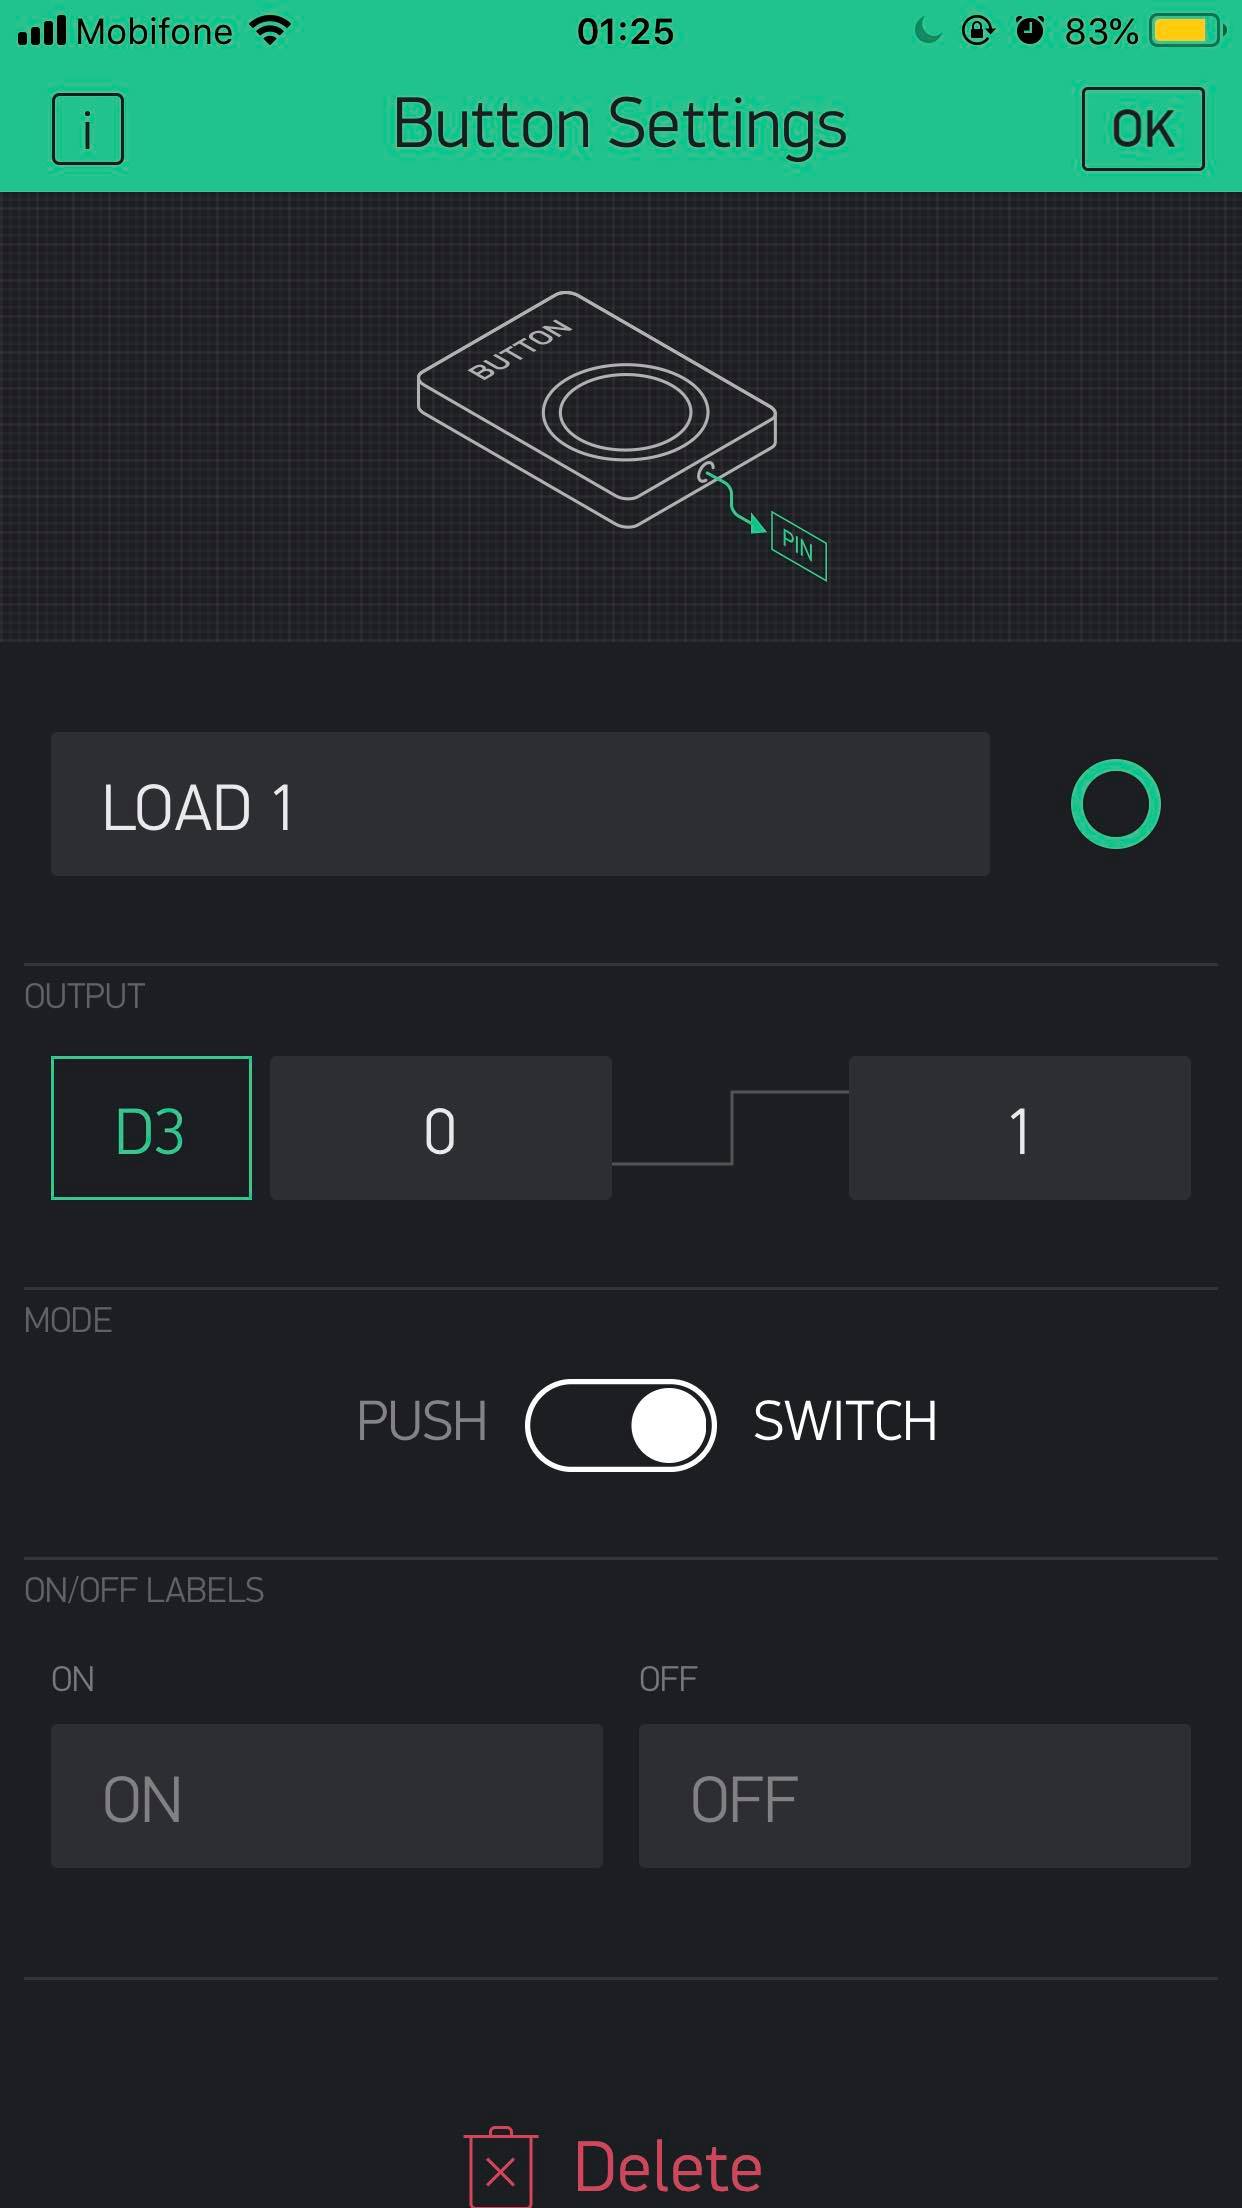 Mobifone 01:25 83%
i Button Settings OK
BUTTON
PIN
LOAD 1
OUTPUT
D3 0 1
MODE
PUSH SWITCH
ON/OFF LABELS
ON OFF
ON OFF
Delete